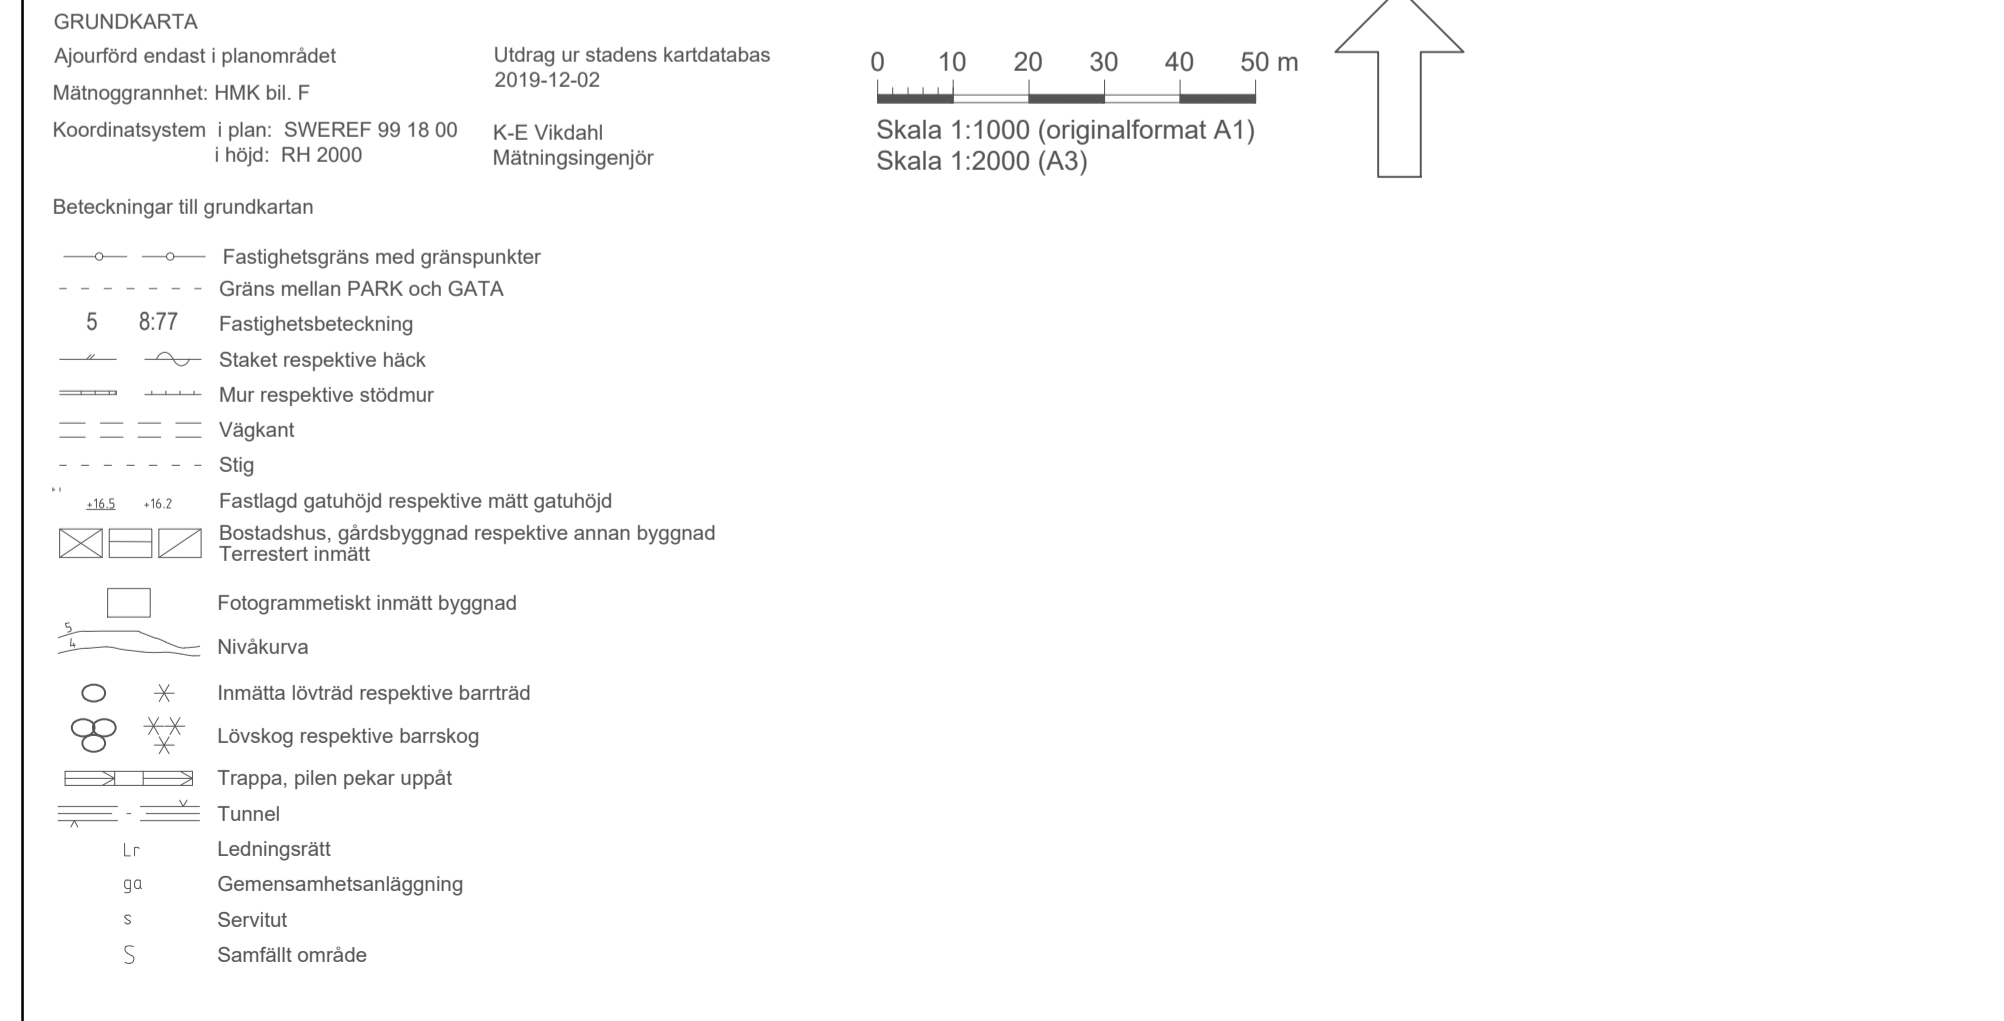 GRUNDKARTA
Ajourförd endast i planområdet
Mätnoggrannhet: HMK bil. F
Koordinatsystem i plan: SWEREF 99 18 00
i höjd: RH 2000
Utdrag ur stadens kartdatabas
2019-12-02
K-E Vikdahl
Mätningsingenjör
0 10 20 30 40 50 m
Skala 1:1000 (originalformat A1)
Skala 1:2000 (A3)
Beteckningar till grundkartan
Fastighetsgräns med gränspunkter
Gräns mellan PARK och GATA
5 8:77 Fastighetsbeteckning
Staket respektive häck
Mur respektive stödmur
Vägkant
Stig
+16.5 +16.2 Fastlagd gatuhöjd respektive mätt gatuhöjd
Bostadshus, gårdsbyggnad respektive annan byggnad
Terrestert inmätt
Fotogrammetiskt inmätt byggnad
5
4
Nivåkurva
Inmätta lövträd respektive barrträd
Lövskog respektive barrskog
Trappa, pilen pekar uppåt
Tunnel
Lr Ledningsrätt
ga Gemensamhetsanläggning
s Servitut
S Samfällt område